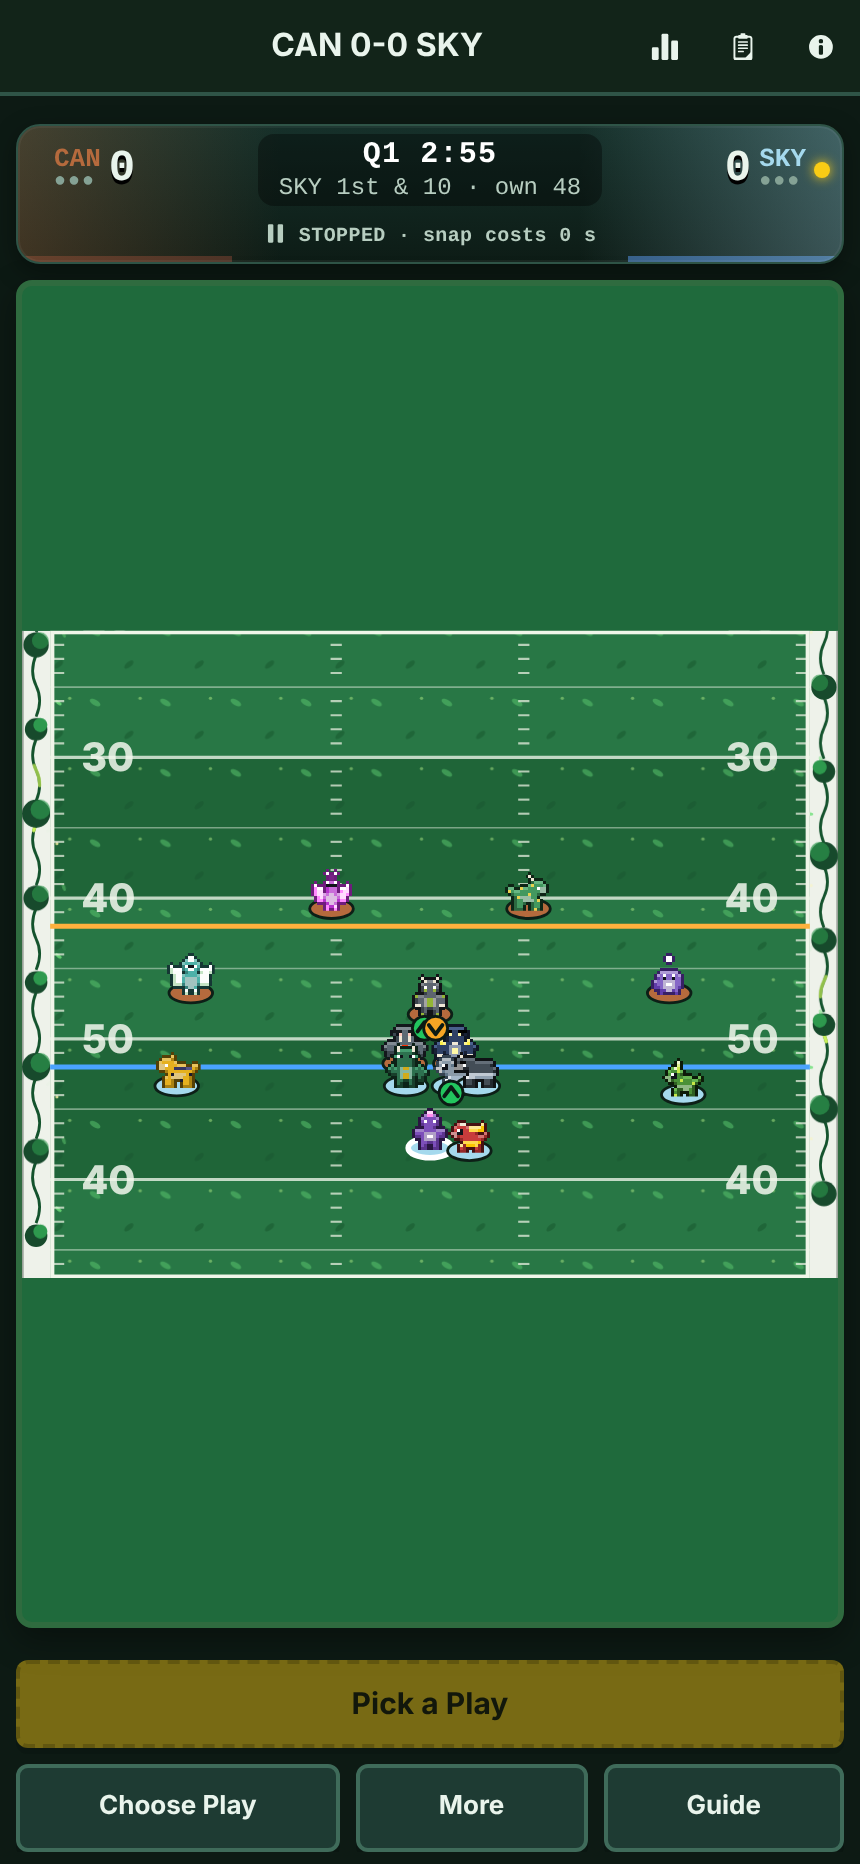 CAN 0-0 SKY
CAN 0
Q1 2:55
0 SKY
SKY 1st & 10 · own 48
STOPPED · snap costs 0 s
30 30
40 40
50 50
40 40
Pick a Play
Choose Play
More
Guide